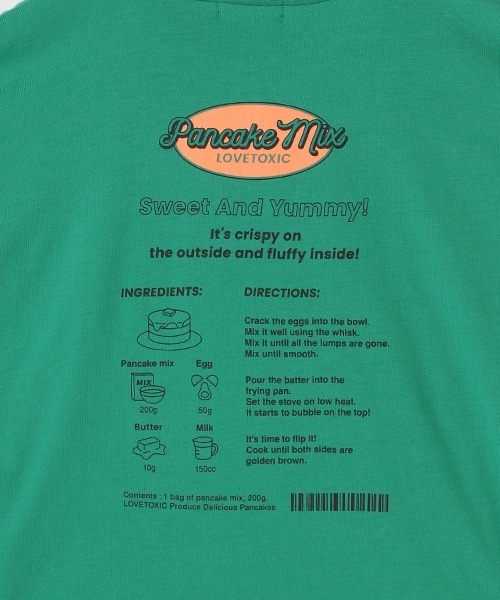 Pancake Mix
LOVETOXIC
Sweet And Yummy!
It's crispy on
the outside and fluffy inside!
INGREDIENTS:
Pancake mix
Egg
MIX
200g
50g
Butter
Milk
10g
150cc
DIRECTIONS:
Crack the eggs into the bowl.
Mix it well using the whisk.
Mix it until all the lumps are gone.
Mix until smooth.
Pour the batter into the
frying pan.
Set the stove on low heat.
It starts to bubble on the top!
It's time to flip it!
Cook until both sides are
golden brown.
Contents : 1 bag of pancake mix, 200g.
LOVETOXIC Produce Delicious Pancakes